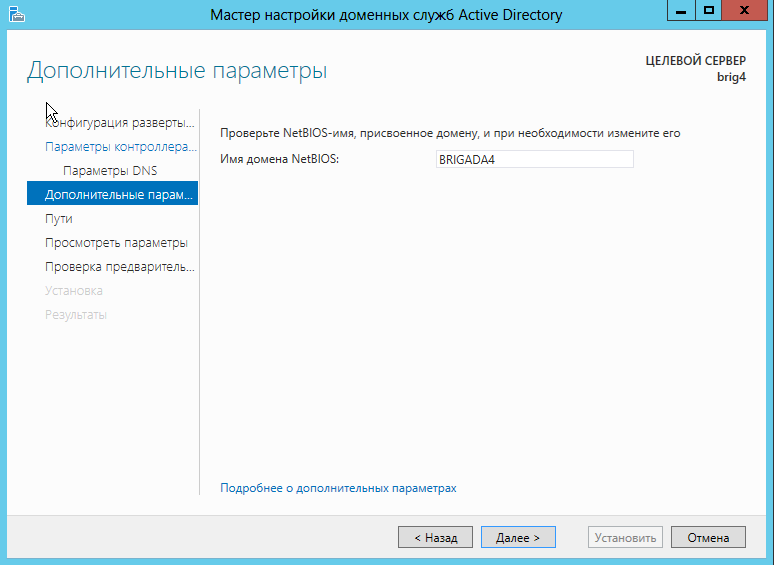 Мастер настройки доменных служб Active Directory
Дополнительные параметры
ЦЕЛЕВОЙ СЕРВЕР
brig4
Конфигурация разверты...
Параметры контроллера...
Параметры DNS
Дополнительные парам...
Пути
Просмотреть параметры
Проверка предваритель...
Установка
Результаты
Проверьте NetBIOS-имя, присвоенное домену, и при необходимости измените его
Имя домена NetBIOS: BRIGADA4
Подробнее о дополнительных параметрах
< Назад Далее > Установить Отмена